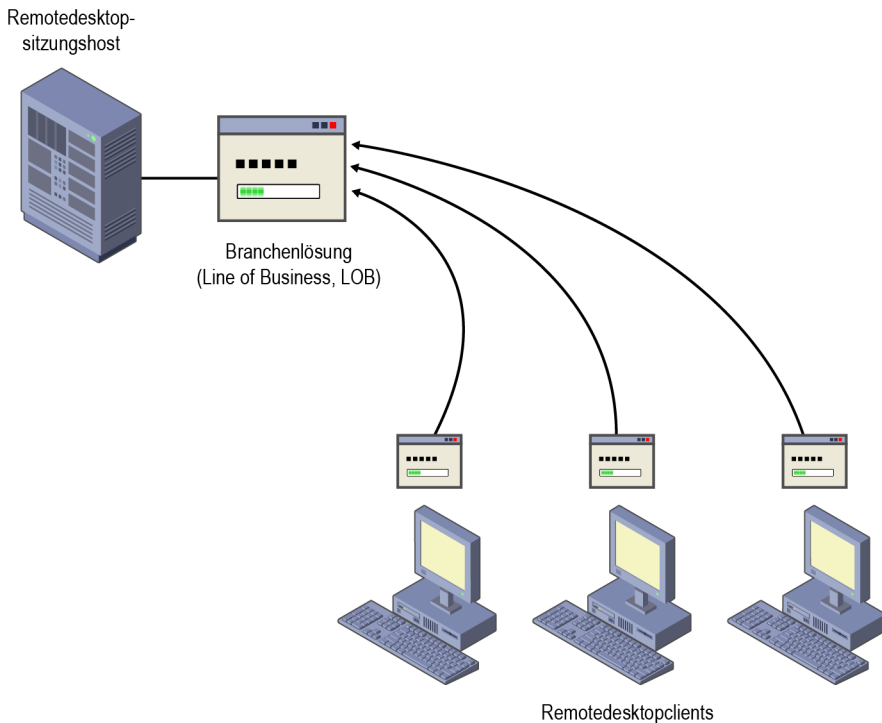 Remotedesktop-
sitzungshost
Branchenlösung
(Line of Business, LOB)
Remotedesktopclients